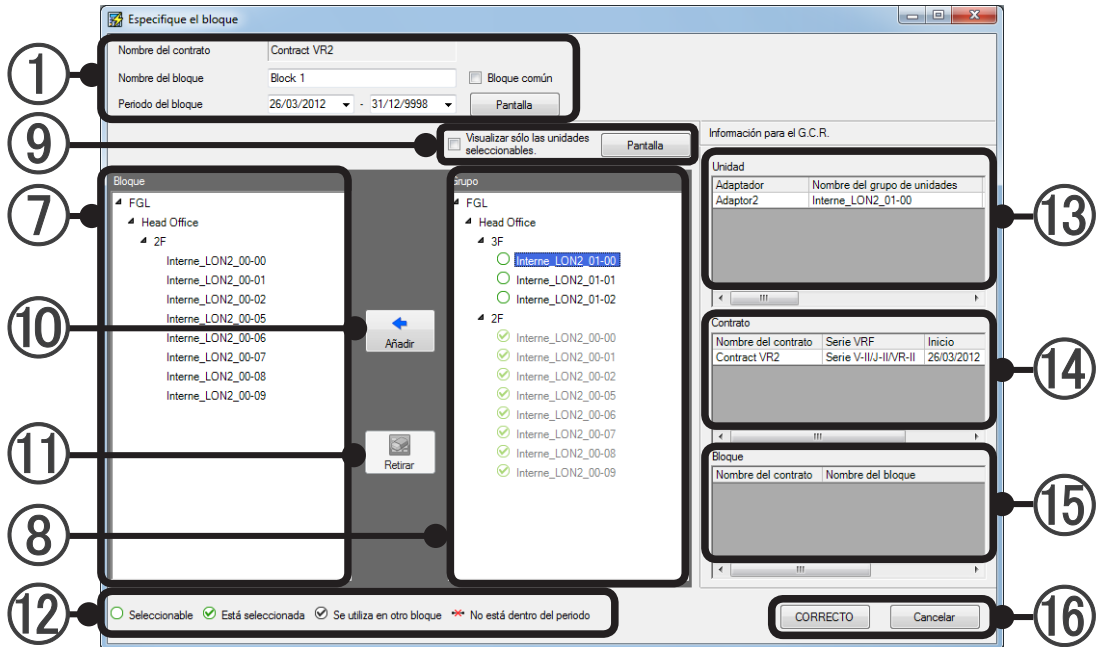 Especifique el bloque
① Nombre del contrato Contract VR2
Nombre del bloque Block 1 Bloque común
Periodo del bloque 26/03/2012 - 31/12/9998 Pantalla
⑨ Visualizar sólo las unidades
seleccionables. Pantalla
⑦ Bloque
FGL
Head Office
2F
Interne_LON2_00-00
Interne_LON2_00-01
Interne_LON2_00-02
Interne_LON2_00-05
Interne_LON2_00-06
Interne_LON2_00-07
Interne_LON2_00-08
Interne_LON2_00-09
⑩ Añadir
⑪ Retirar
⑧ Grupo
FGL
Head Office
3F
Interne_LON2_01-00
Interne_LON2_01-01
Interne_LON2_01-02
2F
Interne_LON2_00-00
Interne_LON2_00-01
Interne_LON2_00-02
Interne_LON2_00-05
Interne_LON2_00-06
Interne_LON2_00-07
Interne_LON2_00-08
Interne_LON2_00-09
Información para el G.C.R.
⑬ Unidad
Adaptador Nombre del grupo de unidades
Adaptor2 Interne_LON2_01-00
⑭ Contrato
Nombre del contrato Serie VRF Inicio
Contract VR2 Serie V-II/J-II/VR-II 26/03/2012
⑮ Bloque
Nombre del contrato Nombre del bloque
⑫ Seleccionable Está seleccionada Se utiliza en otro bloque No está dentro del periodo
CORRECTO Cancelar ⑯